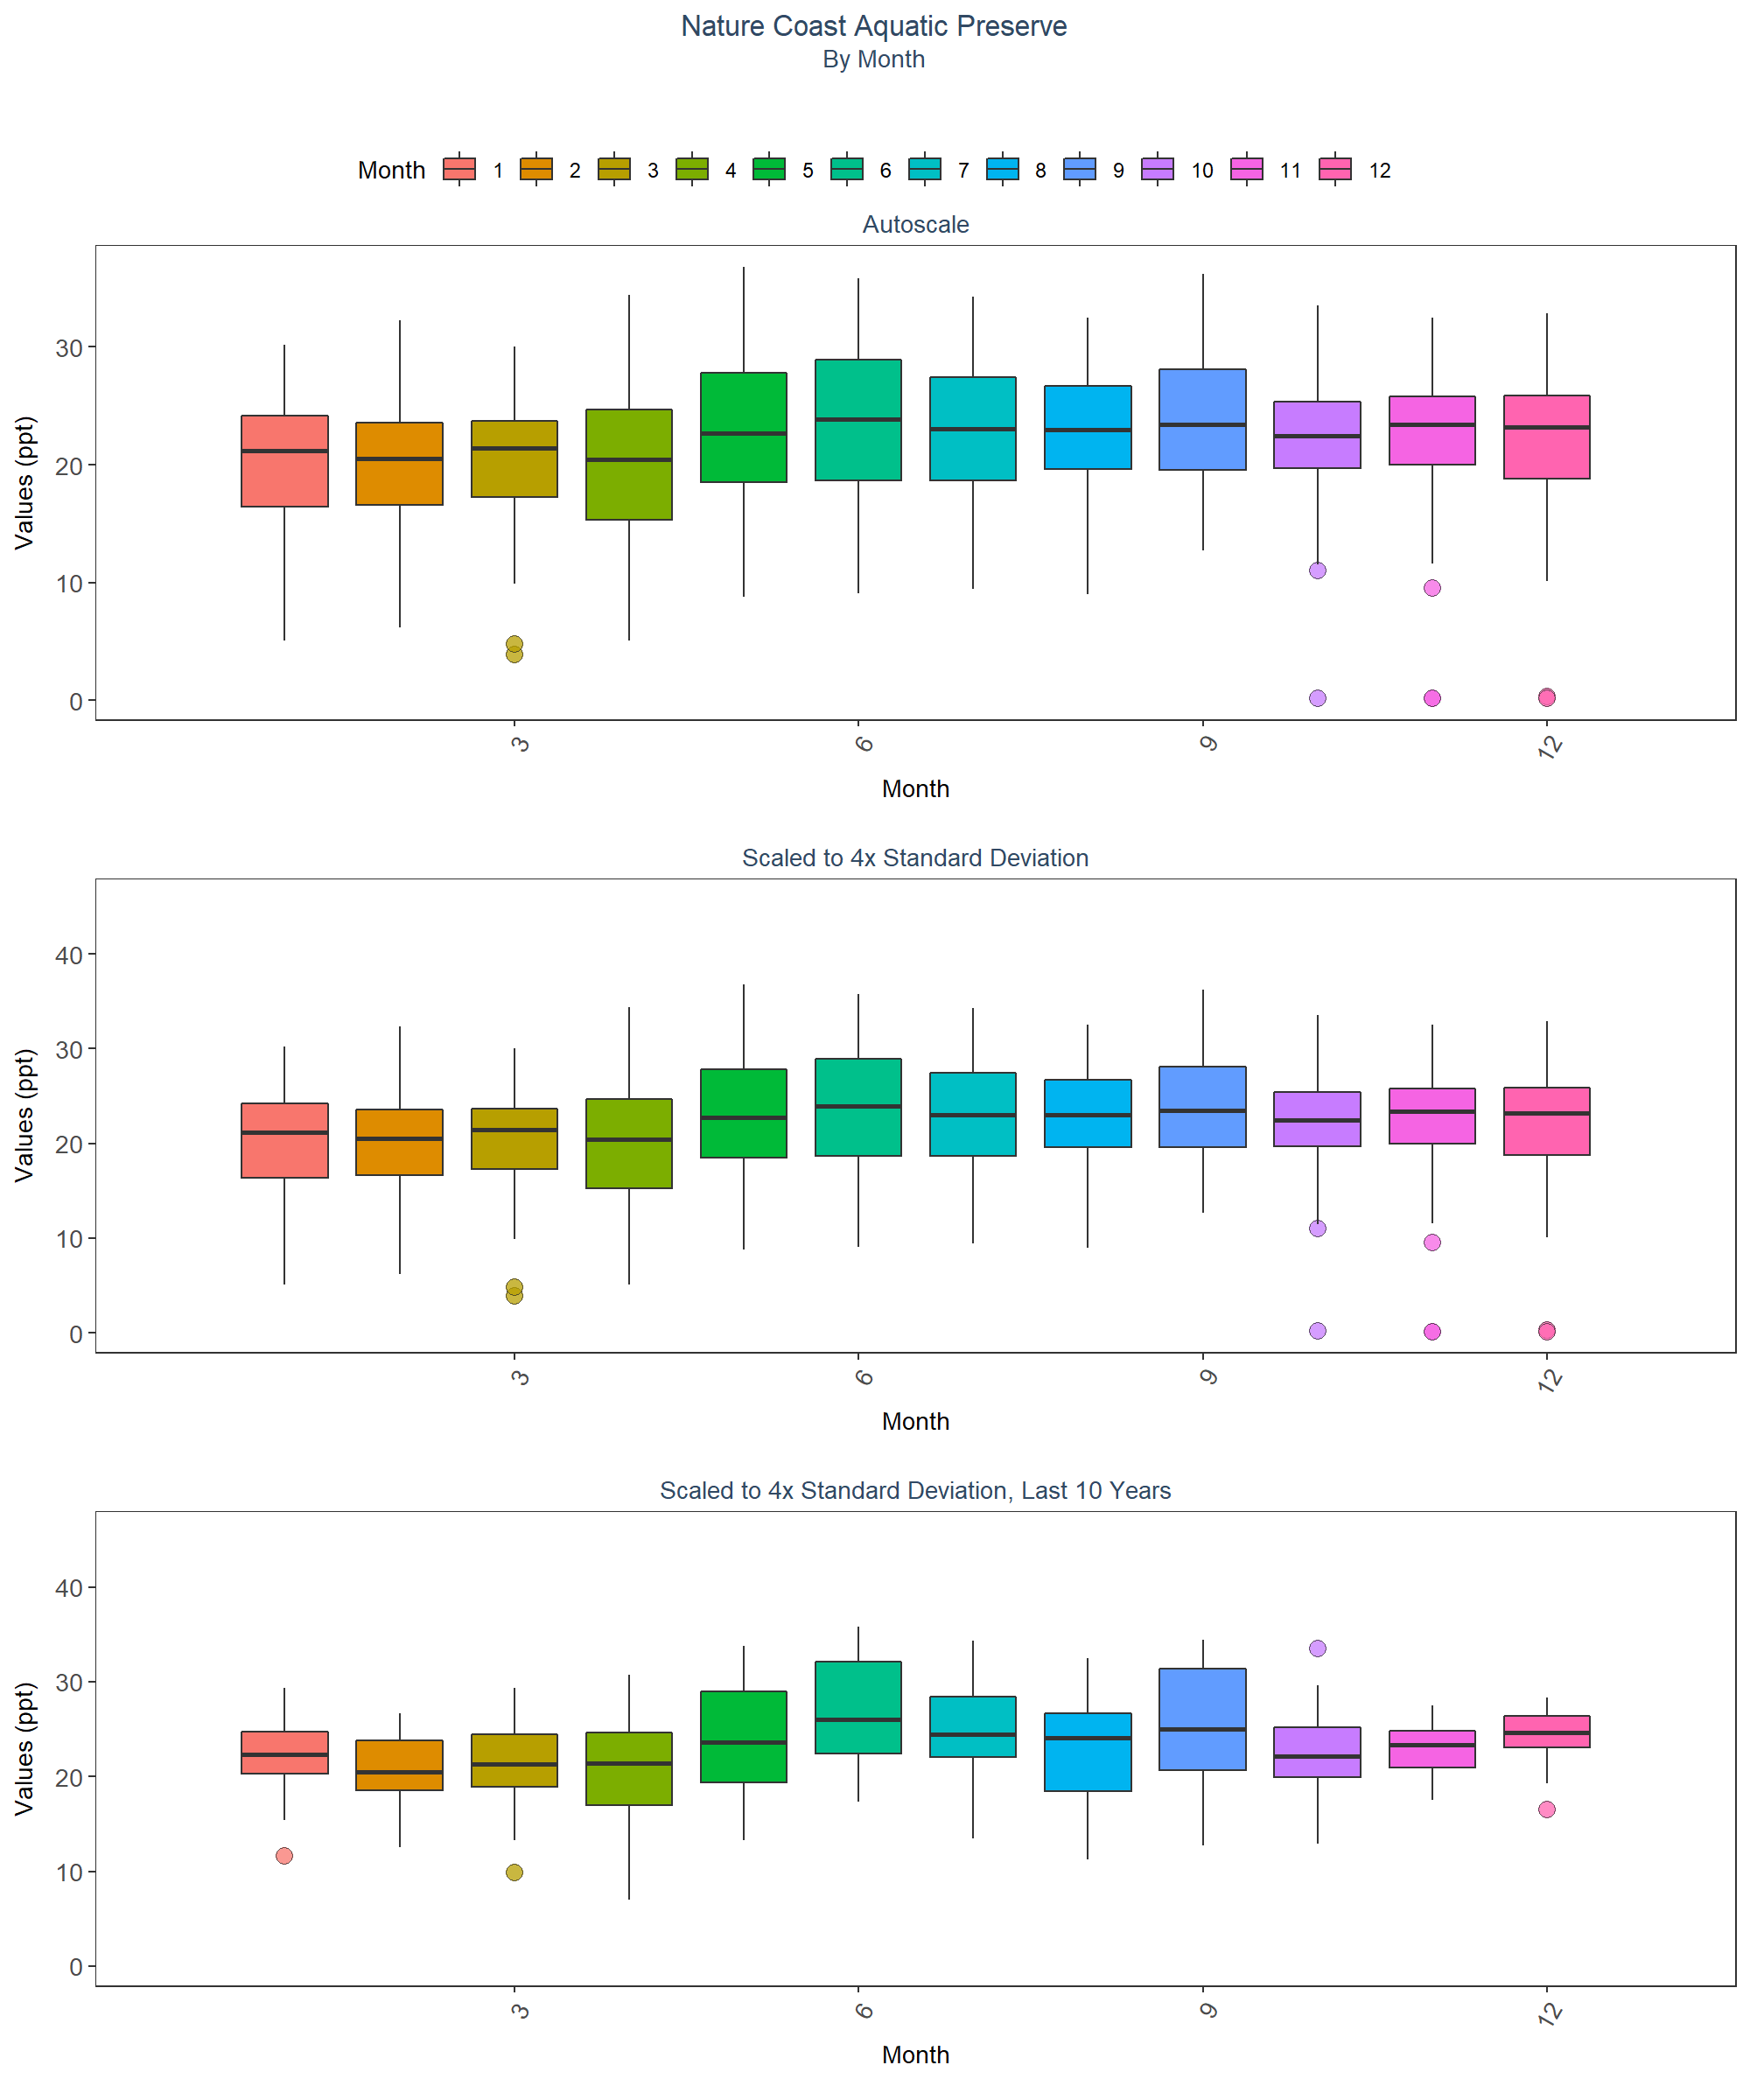 Nature Coast Aquatic Preserve
By Month
Month 1 2 3 4 5 6 7 8 9 10 11 12
Autoscale
Values (ppt)
30
20
10
0
3 6 9 12
Month
Scaled to 4x Standard Deviation
Values (ppt)
40
30
20
10
0
3 6 9 12
Month
Scaled to 4x Standard Deviation, Last 10 Years
Values (ppt)
40
30
20
10
0
3 6 9 12
Month